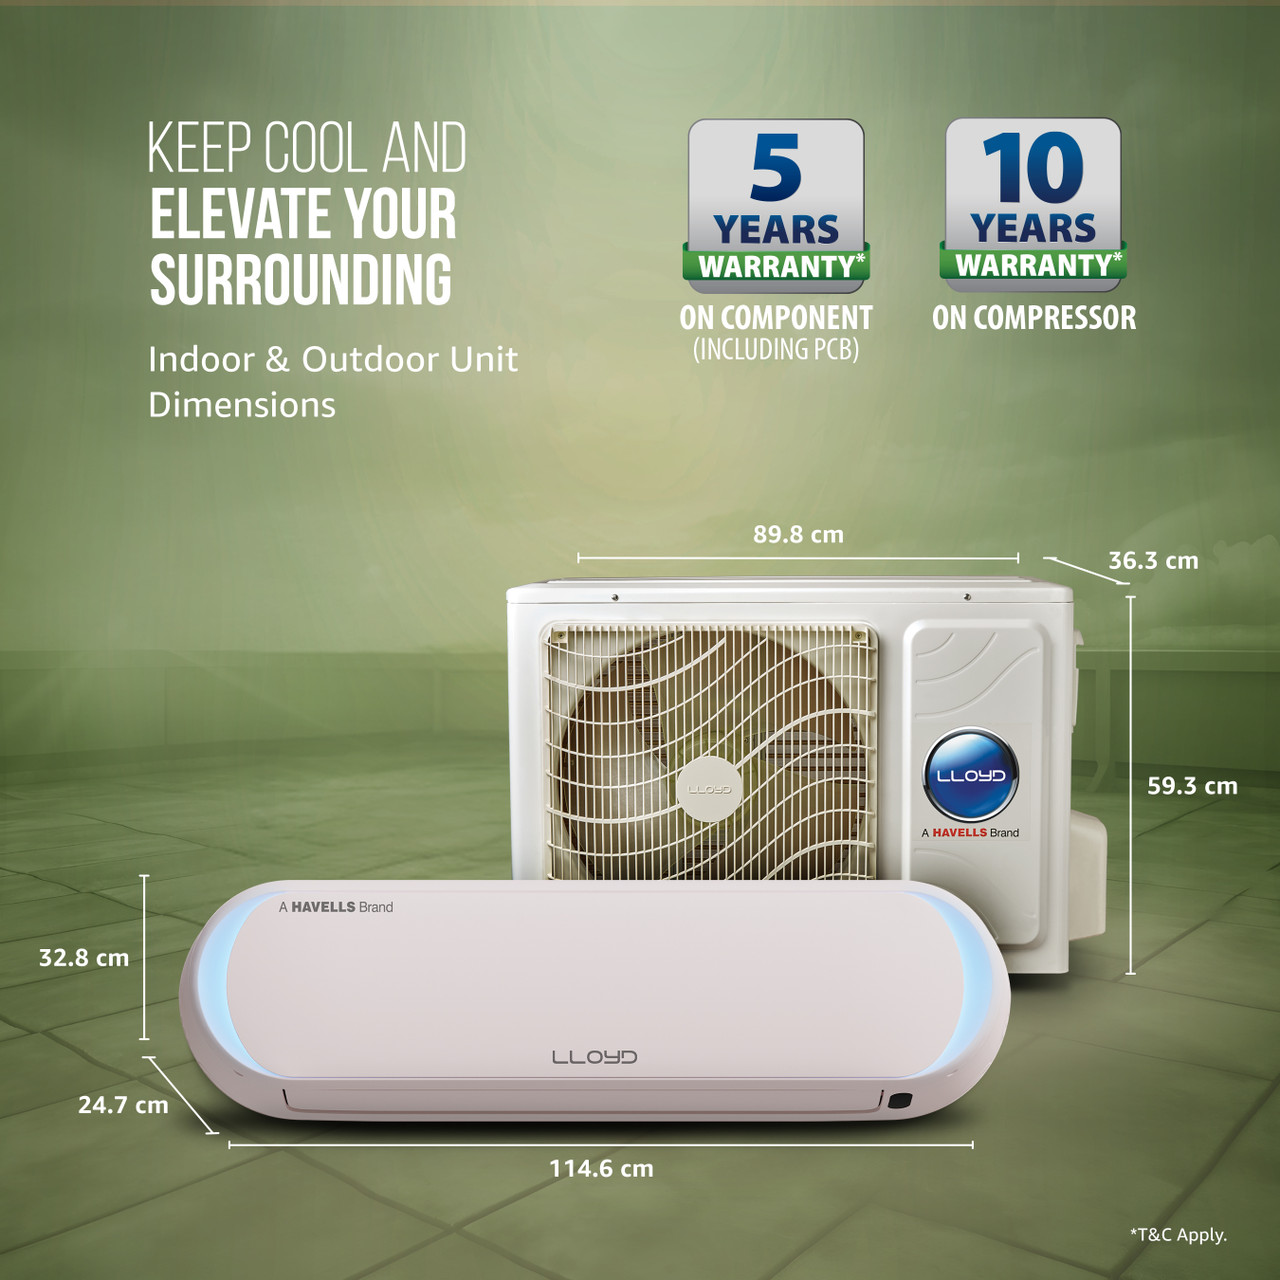 KEEP COOL AND
ELEVATE YOUR
SURROUNDING
Indoor & Outdoor Unit
Dimensions
5
YEARS
WARRANTY*
ON COMPONENT
(INCLUDING PCB)
10
YEARS
WARRANTY*
ON COMPRESSOR
89.8 cm
36.3 cm
59.3 cm
LLOYD
LLOYD
A HAVELLS Brand
A HAVELLS Brand
LLOYD
32.8 cm
24.7 cm
114.6 cm
*T&C Apply.